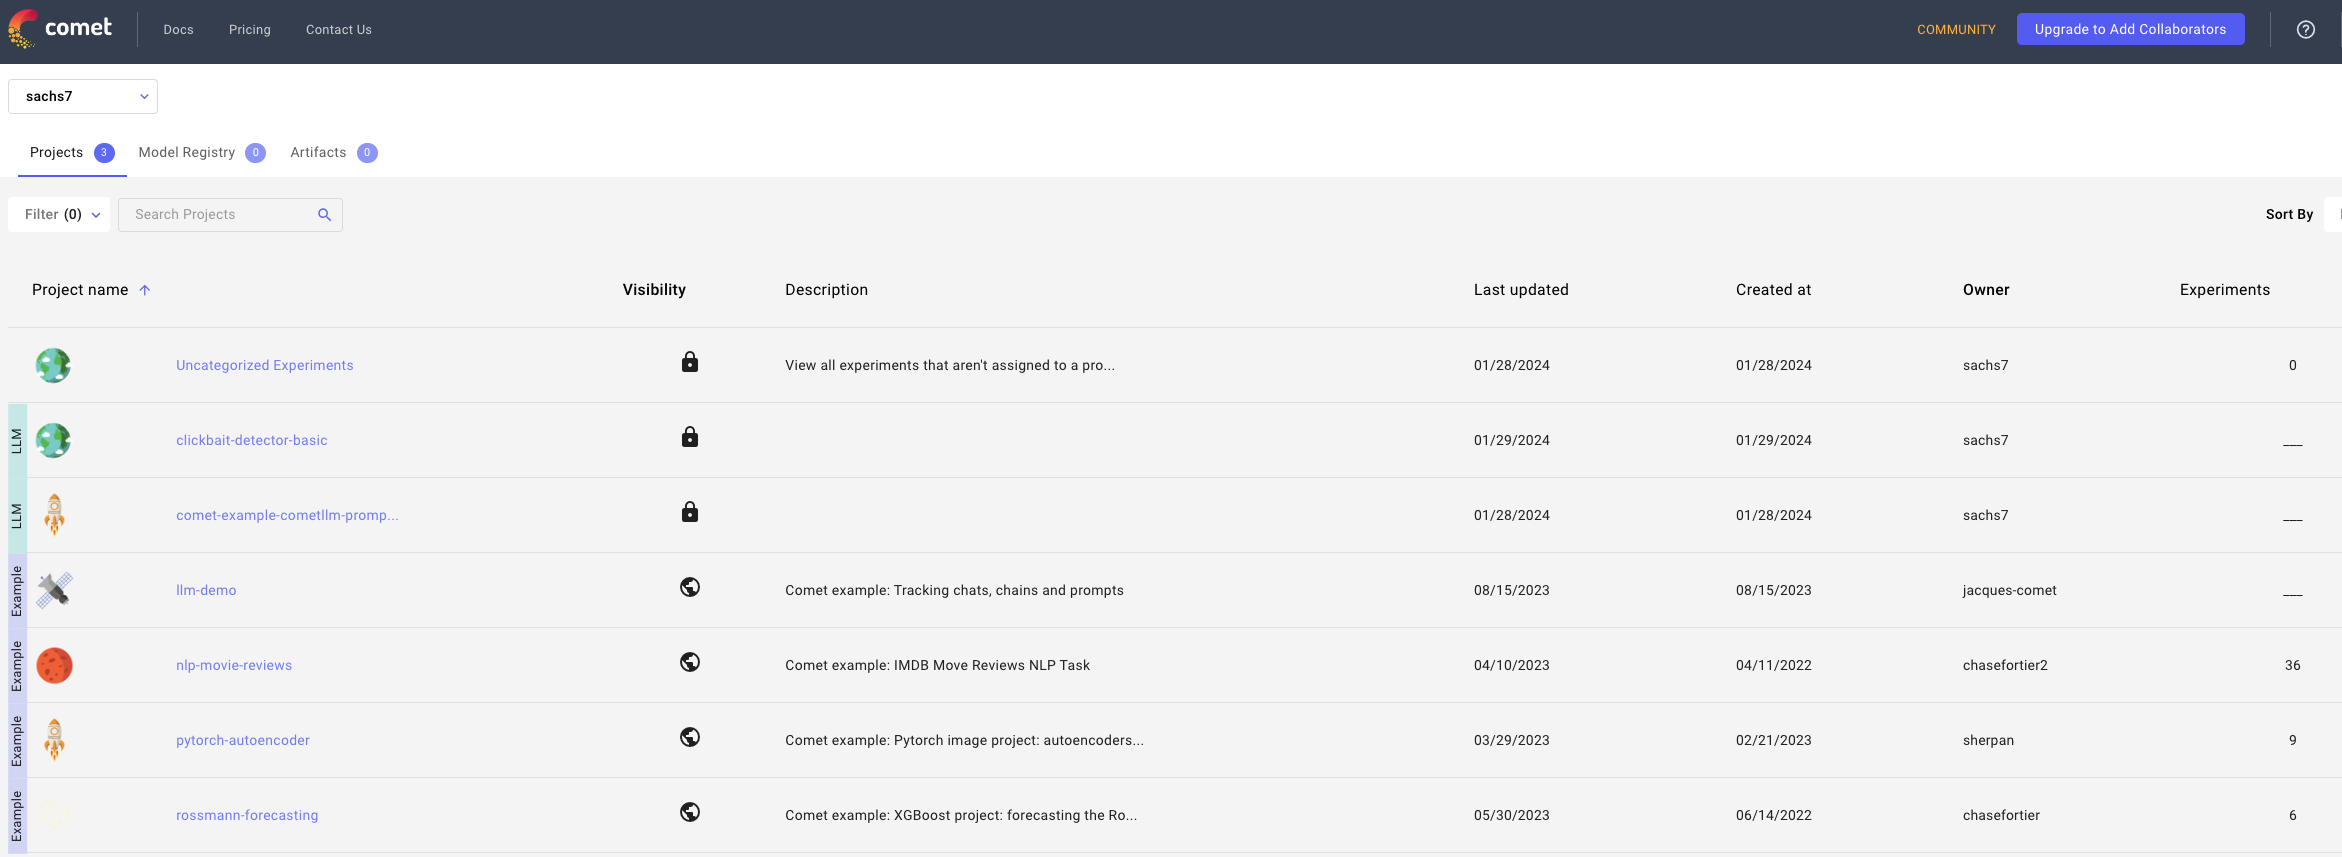 comet Docs Pricing Contact Us COMMUNITY Upgrade to Add Collaborators
sachs7
Projects 3 Model Registry 0 Artifacts 0
Filter (0) Search Projects Sort By
Project name Visibility Description Last updated Created at Owner Experiments
Uncategorized Experiments View all experiments that aren't assigned to a pro... 01/28/2024 01/28/2024 sachs7 0
LLM clickbait-detector-basic 01/29/2024 01/29/2024 sachs7 __
LLM comet-example-cometllm-promp... 01/28/2024 01/28/2024 sachs7 __
Example llm-demo Comet example: Tracking chats, chains and prompts 08/15/2023 08/15/2023 jacques-comet __
Example nlp-movie-reviews Comet example: IMDB Move Reviews NLP Task 04/10/2023 04/11/2022 chasefortier2 36
Example pytorch-autoencoder Comet example: Pytorch image project: autoencoders... 03/29/2023 02/21/2023 sherpan 9
Example rossmann-forecasting Comet example: XGBoost project: forecasting the Ro... 05/30/2023 06/14/2022 chasefortier 6